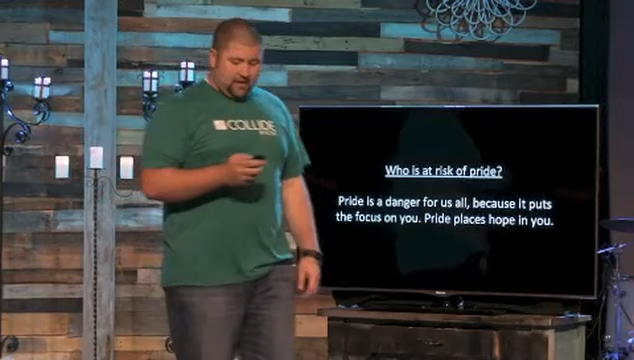 COLLIDE
Who is at risk of pride?
Pride is a danger for us all, because it puts
the focus on you. Pride places hope in you.